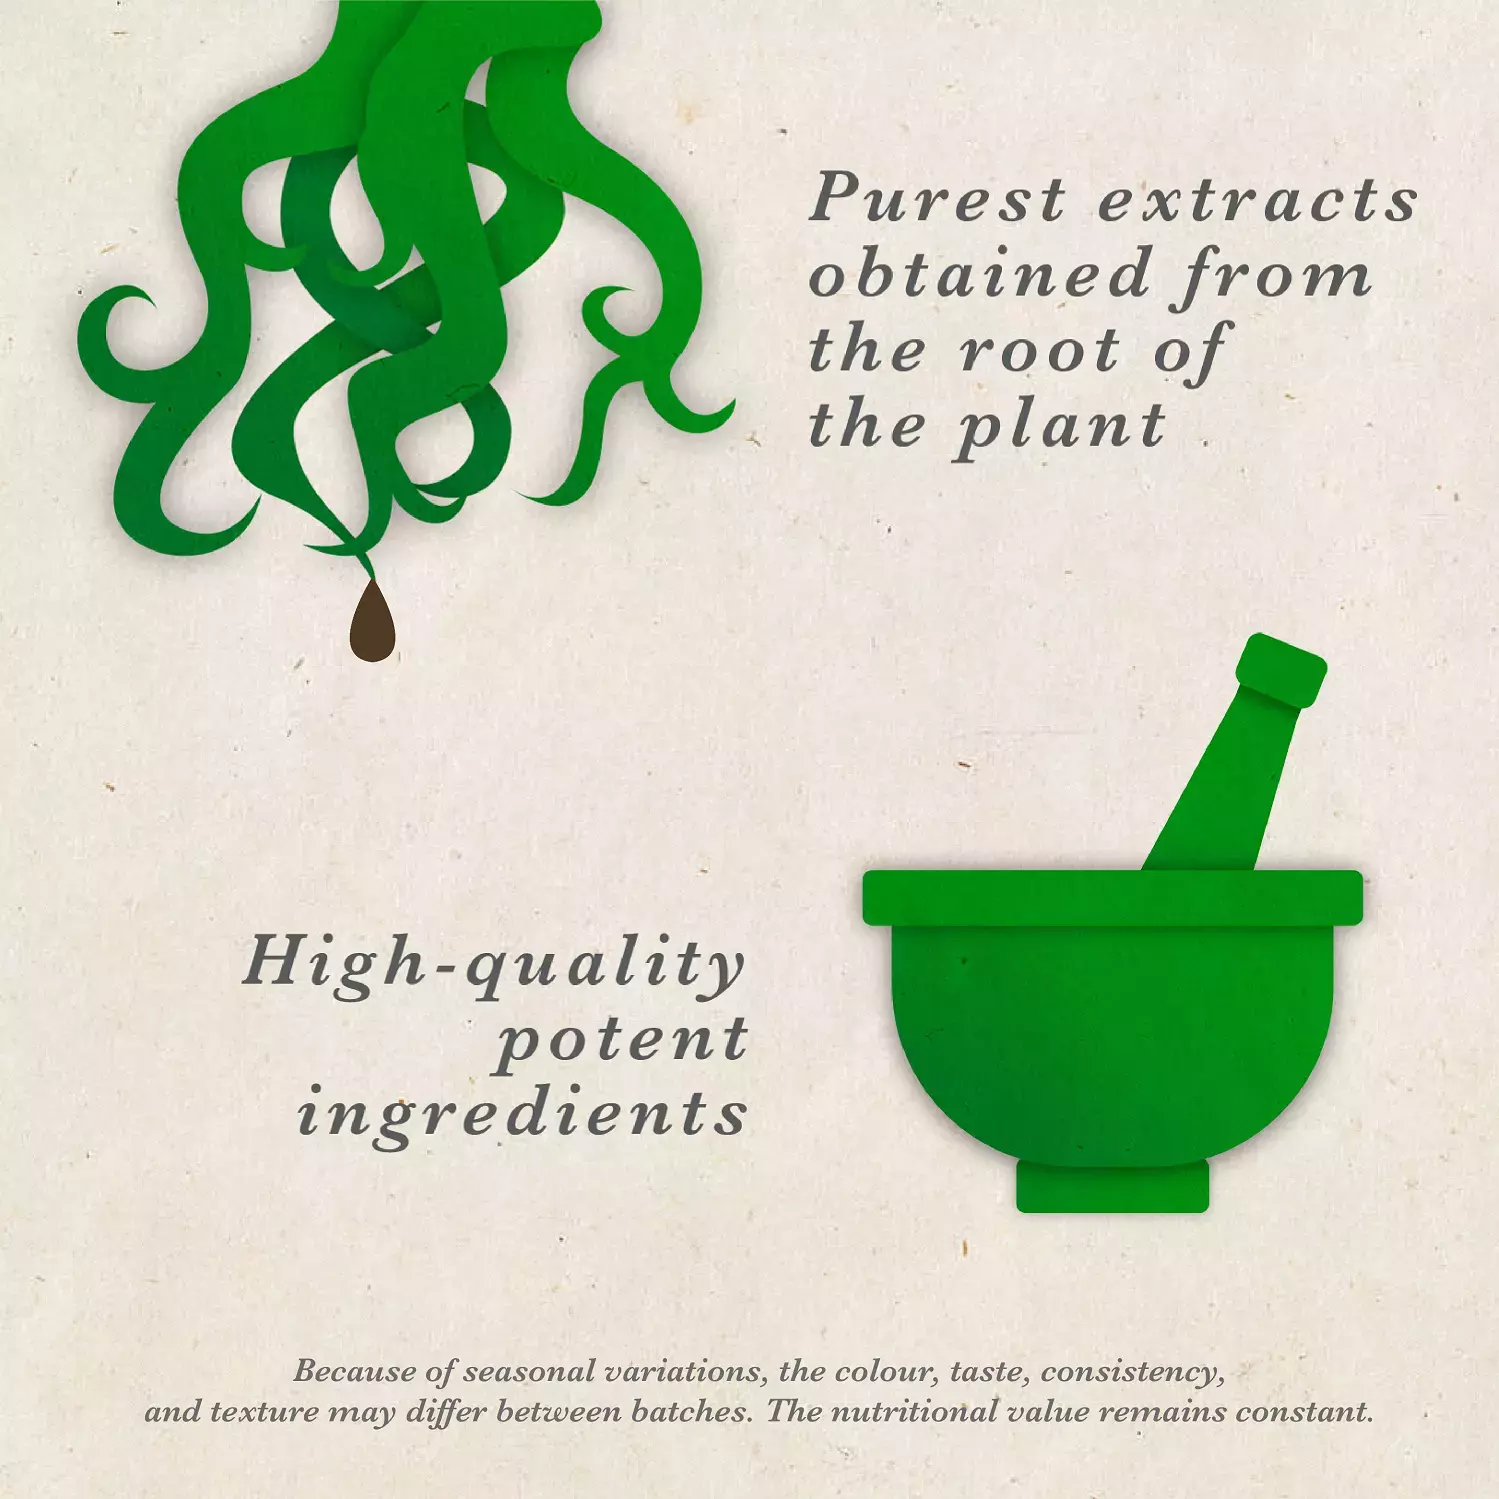 Purest extracts
obtained from
the root of
the plant
High-quality
potent
ingredients
Because of seasonal variations, the colour, taste, consistency,
and texture may differ between batches. The nutritional value remains constant.